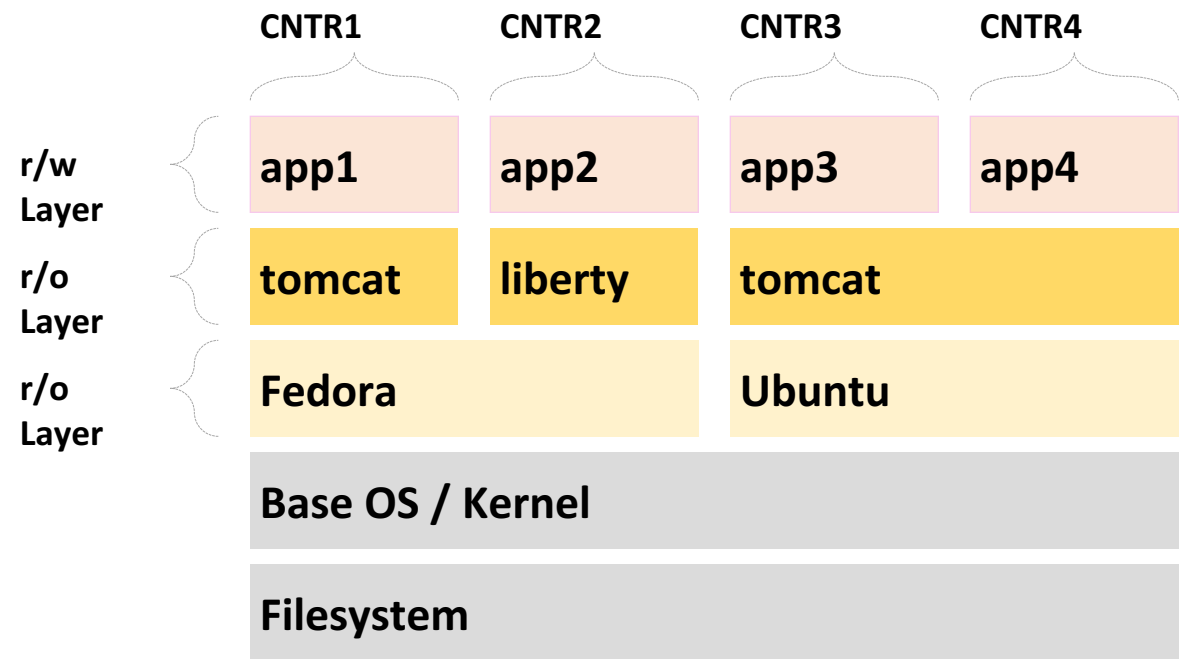 CNTR1 CNTR2 CNTR3 CNTR4
r/w
Layer
app1 app2 app3 app4
r/o
Layer
tomcat liberty tomcat
r/o
Layer
Fedora Ubuntu
Base OS / Kernel
Filesystem